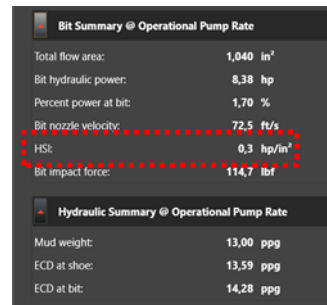 Bit Summary @ Operational Pump Rate
Total flow area: 1,040 in²
Bit hydraulic power: 8,38 hp
Percent power at bit: 1,70 %
Bit nozzle velocity: 72,5 ft/s
HSI: 0,3 hp/in²
Bit impact force: 114,7 lbf
Hydraulic Summary @ Operational Pump Rate
Mud weight: 13,00 ppg
ECD at shoe: 13,59 ppg
ECD at bit: 14,28 ppg